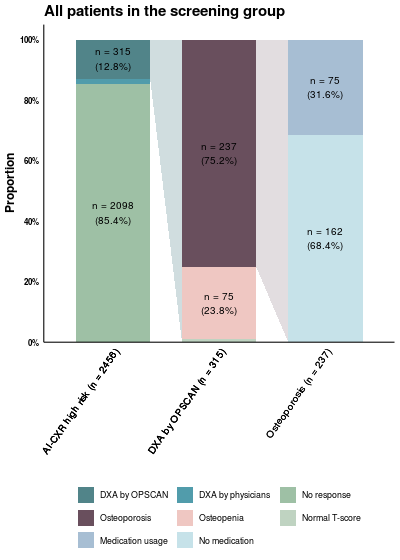 All patients in the screening group
Proportion
100%
80%
60%
40%
20%
0%
n = 315
(12.8%)
n = 2098
(85.4%)
n = 237
(75.2%)
n = 75
(23.8%)
n = 75
(31.6%)
n = 162
(68.4%)
AI-CXR high risk (n = 2456)
DXA by OPSCAN (n = 315)
Osteoporosis (n = 237)
DXA by OPSCAN
DXA by physicians
No response
Osteoporosis
Osteopenia
Normal T-score
Medication usage
No medication